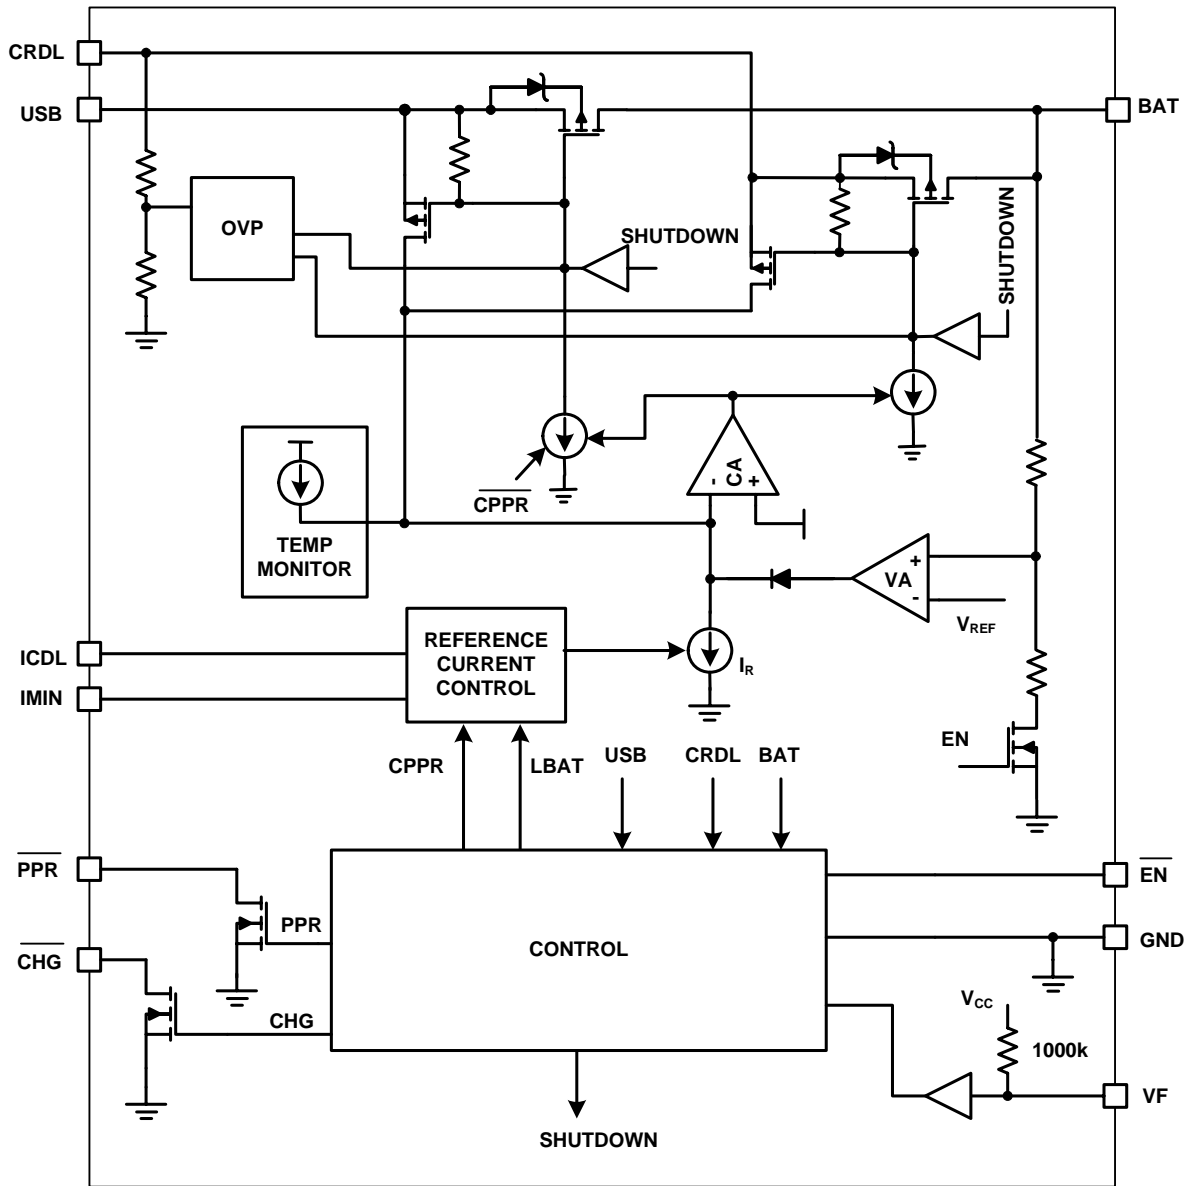 CRDL
USB
BAT
OVP
SHUTDOWN
SHUTDOWN
CPPR
- CA +
TEMP
MONITOR
+
VA
-
VREF
ICDL
IMIN
REFERENCE
CURRENT
CONTROL
IR
EN
CPPR
LBAT
USB
CRDL
BAT
PPR
PPR
EN
CHG
CHG
CONTROL
GND
VCC
1000k
VF
SHUTDOWN